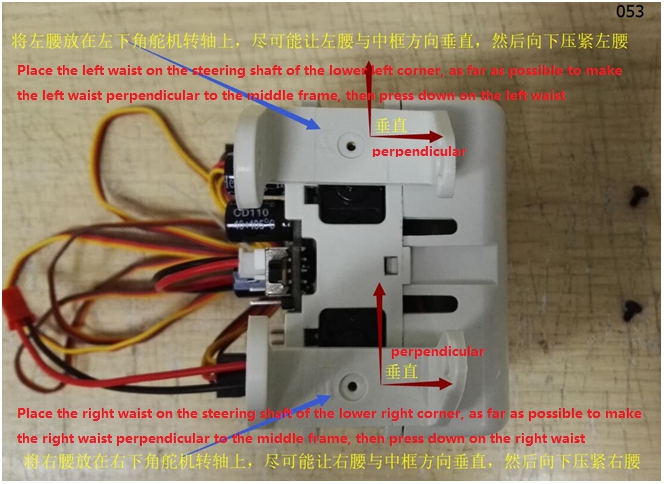 053
将左腰放在左下角舵机转轴上，尽可能让左腰与中框方向垂直，然后向下压紧左腰
Place the left waist on the steering shaft of the lower left corner, as far as possible to make
the left waist perpendicular to the middle frame, then press down on the left waist
垂直
perpendicular
CD110
perpendicular
垂直
Place the right waist on the steering shaft of the lower right corner, as far as possible to make
the right waist perpendicular to the middle frame, then press down on the right waist
将右腰放在右下角舵机转轴上，尽可能让右腰与中框方向垂直，然后向下压紧右腰